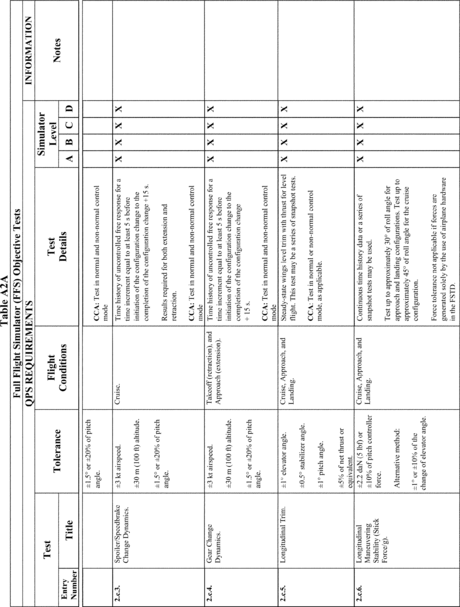 Table A2A
Full Flight Simulator (FFS) Objective Tests
QPS REQUIREMENTS
INFORMATION
Test
Tolerance
Flight
Conditions
Test
Details
Simulator
Level
Notes
Entry
Number
Title
A B C D
±1.5° or ±20% of pitch
angle.
CCA: Test in normal and non-normal control
mode
2.c.3.
Spoiler/Speedbrake
Change Dynamics.
±3 kt airspeed.
±30 m (100 ft) altitude.
±1.5° or ±20% of pitch
angle.
Cruise.
Time history of uncontrolled free response for a
time increment equal to at least 5 s before
initiation of the configuration change to the
completion of the configuration change +15 s.
Results required for both extension and
retraction.
CCA: Test in normal and non-normal control
mode
X X X X
2.c.4.
Gear Change
Dynamics.
±3 kt airspeed.
±30 m (100 ft) altitude.
±1.5° or ±20% of pitch
angle.
Takeoff (retraction), and
Approach (extension).
Time history of uncontrolled free response for a
time increment equal to at least 5 s before
initiation of the configuration change to the
completion of the configuration change
+ 15 s.
CCA: Test in normal and non-normal control
mode
X X X X
2.c.5.
Longitudinal Trim.
±1° elevator angle.
±0.5° stabilizer angle.
±1° pitch angle.
±5% of net thrust or
equivalent.
Cruise, Approach, and
Landing.
Steady-state wings level trim with thrust for level
flight. This may be a series of snapshot tests.
CCA: Test in normal or non-normal control
mode, as applicable.
X X X X
2.c.6.
Longitudinal
Maneuvering
Stability (Stick
Force/g).
±2.2 daN (5 lbf) or
±10% of pitch controller
force.
Alternative method:
±1° or ±10% of the
change of elevator angle.
Cruise, Approach, and
Landing.
Continuous time history data or a series of
snapshot tests may be used.
Test up to approximately 30° of roll angle for
approach and landing configurations. Test up to
approximately 45° of roll angle for the cruise
configuration.
Force tolerance not applicable if forces are
generated solely by the use of airplane hardware
in the FSTD.
X X X X